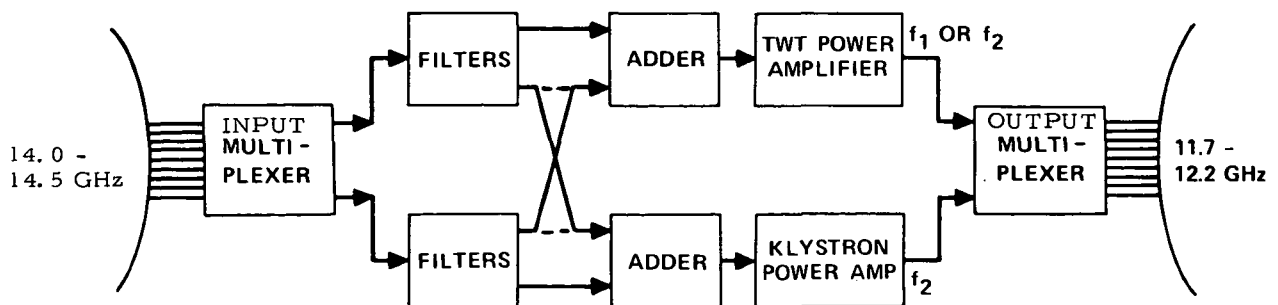 14.0 -
14.5 GHz
INPUT
MULTI -
PLEXER
FILTERS
ADDER
TWT POWER
AMPLIFIER
f1 OR f2
FILTERS
ADDER
KLYSTRON
POWER AMP
f2
OUTPUT
MULTI -
PLEXER
11.7 -
12.2 GHz